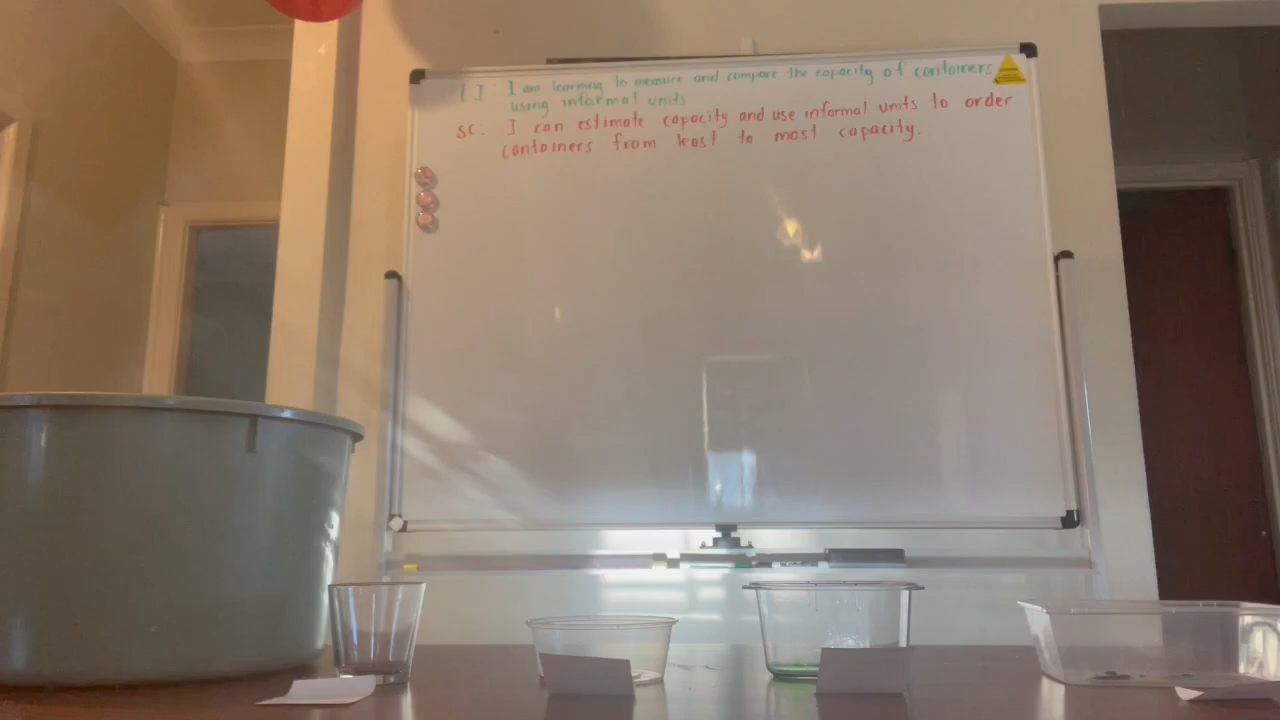 LI: I am learning to measure and compare the capacity of containers
using informal units
SC: I can estimate capacity and use informal units to order
containers from least to most capacity.